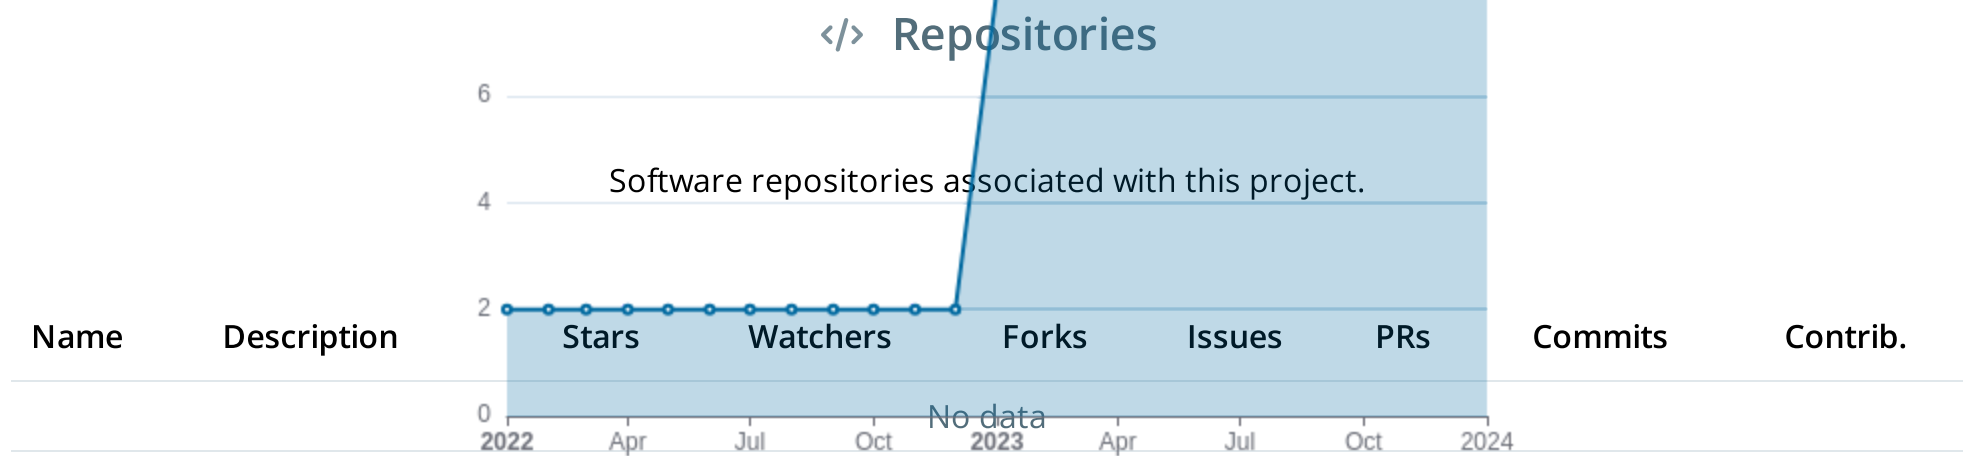 </> Repositories
6
Software repositories associated with this project.
4
2
Name Description Stars Watchers Forks Issues PRs Commits Contrib.
0
No data
2022 Apr Jul Oct 2023 Apr Jul Oct 2024